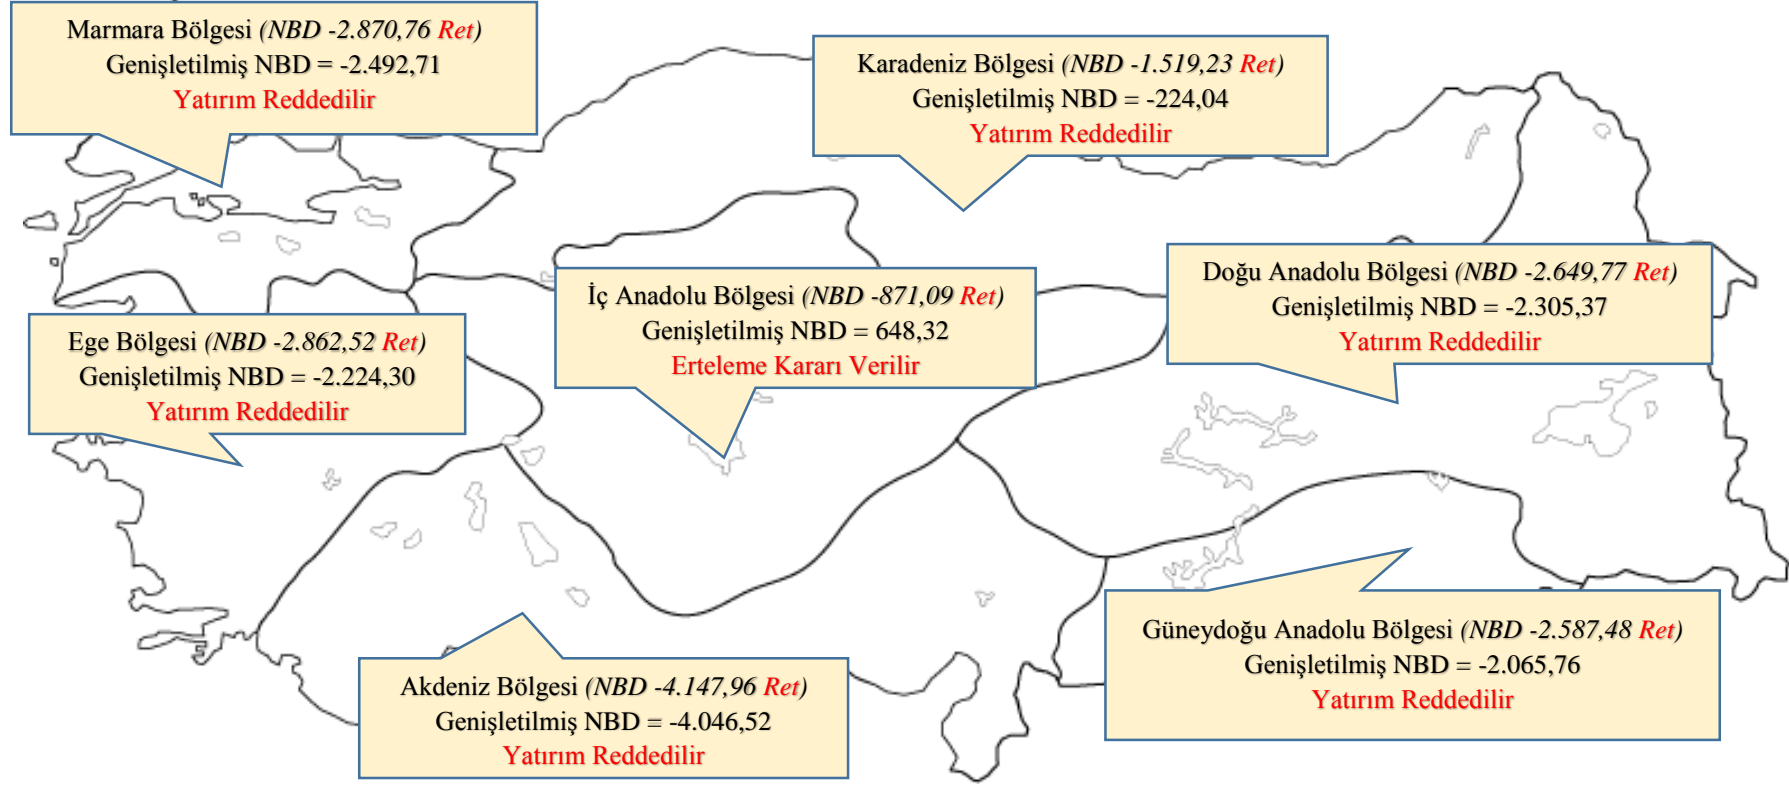 Marmara Bölgesi (NBD -2.870,76 Ret)
Genişletilmiş NBD = -2.492,71
Yatırım Reddedilir
Karadeniz Bölgesi (NBD -1.519,23 Ret)
Genişletilmiş NBD = -224,04
Yatırım Reddedilir
Doğu Anadolu Bölgesi (NBD -2.649,77 Ret)
Genişletilmiş NBD = -2.305,37
Yatırım Reddedilir
İç Anadolu Bölgesi (NBD -871,09 Ret)
Genişletilmiş NBD = 648,32
Erteleme Kararı Verilir
Ege Bölgesi (NBD -2.862,52 Ret)
Genişletilmiş NBD = -2.224,30
Yatırım Reddedilir
Güneydoğu Anadolu Bölgesi (NBD -2.587,48 Ret)
Genişletilmiş NBD = -2.065,76
Yatırım Reddedilir
Akdeniz Bölgesi (NBD -4.147,96 Ret)
Genişletilmiş NBD = -4.046,52
Yatırım Reddedilir